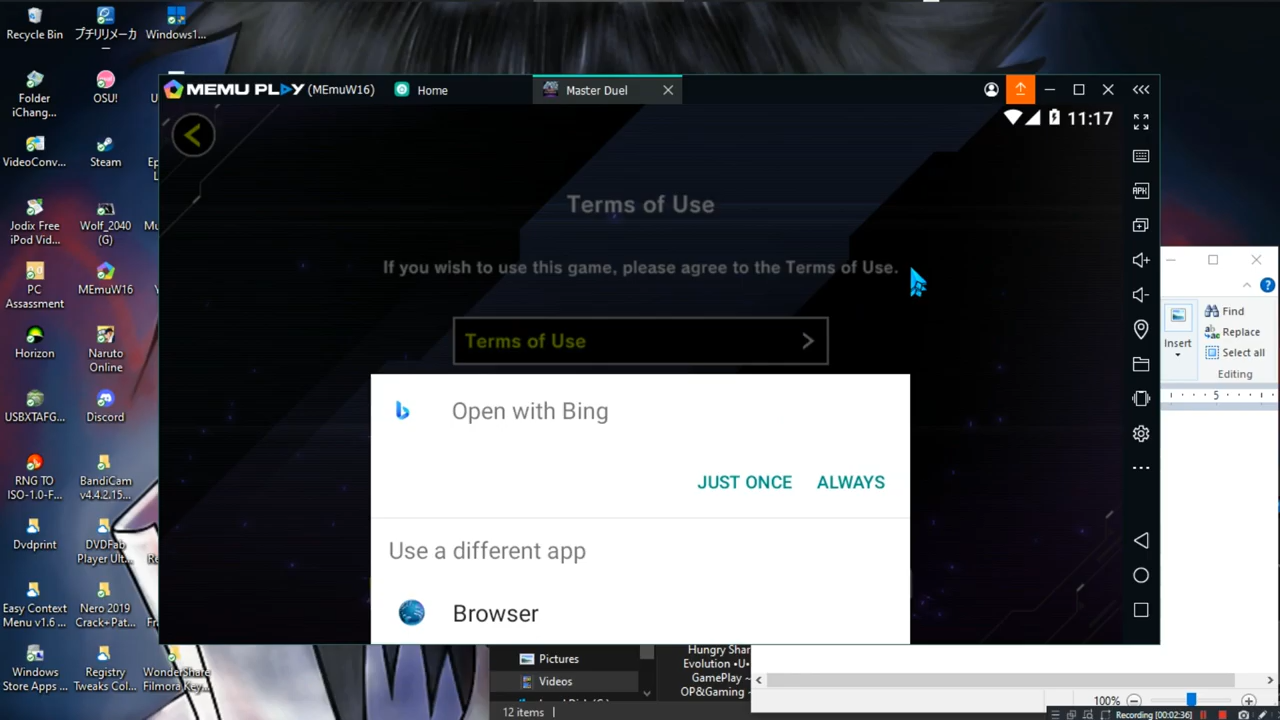 Recycle Bin
プチリリメーカー
Windows1...
Folder iChang...
OSU!
VideoConv...
Steam
Jodix Free iPod Vid...
Wolf_2040 (G)
PC Assassment
MEmuW16
Horizon
Naruto Online
USBXTAFG...
Discord
RNG TO ISO-1.0-F...
BandiCam v4.4.2.15...
Dvdprint
DVDFab Player Ult...
Easy Context Menu v1.6 ...
Nero 2019 Crack+Pat...
Windows Store Apps ...
Registry Tweaks Col...
WonderShare Filmora Key...
MEMU PLAY (MEmuW16)
Home
Master Duel
11:17
Terms of Use
If you wish to use this game, please agree to the Terms of Use.
Terms of Use
Open with Bing
JUST ONCE
ALWAYS
Use a different app
Browser
APK
Insert
Find
Replace
Select all
Editing
5
Pictures
Videos
12 items
Hungry Shar
Evolution •U•
GamePlay ~
OP&Gaming ~
100%
Recording [00:02:36]